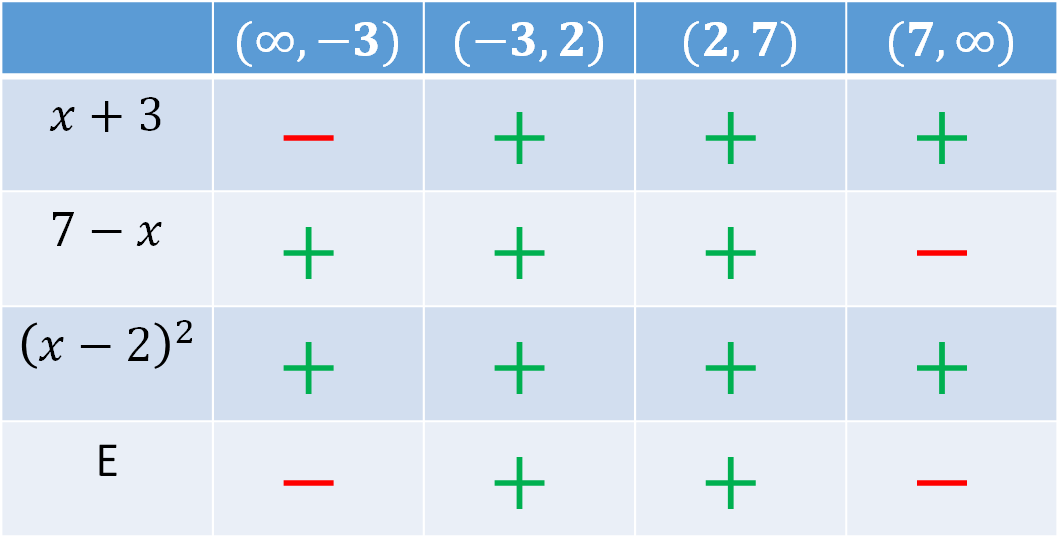 (∞, −3) (−3, 2) (2, 7) (7, ∞)
x + 3 − + + +
7 − x + + + −
(x − 2)² + + + +
E − + + −